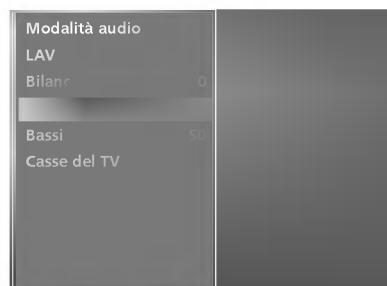 Modalità audio
LAV
Bilanc 0
Bassi 50
Casse del TV